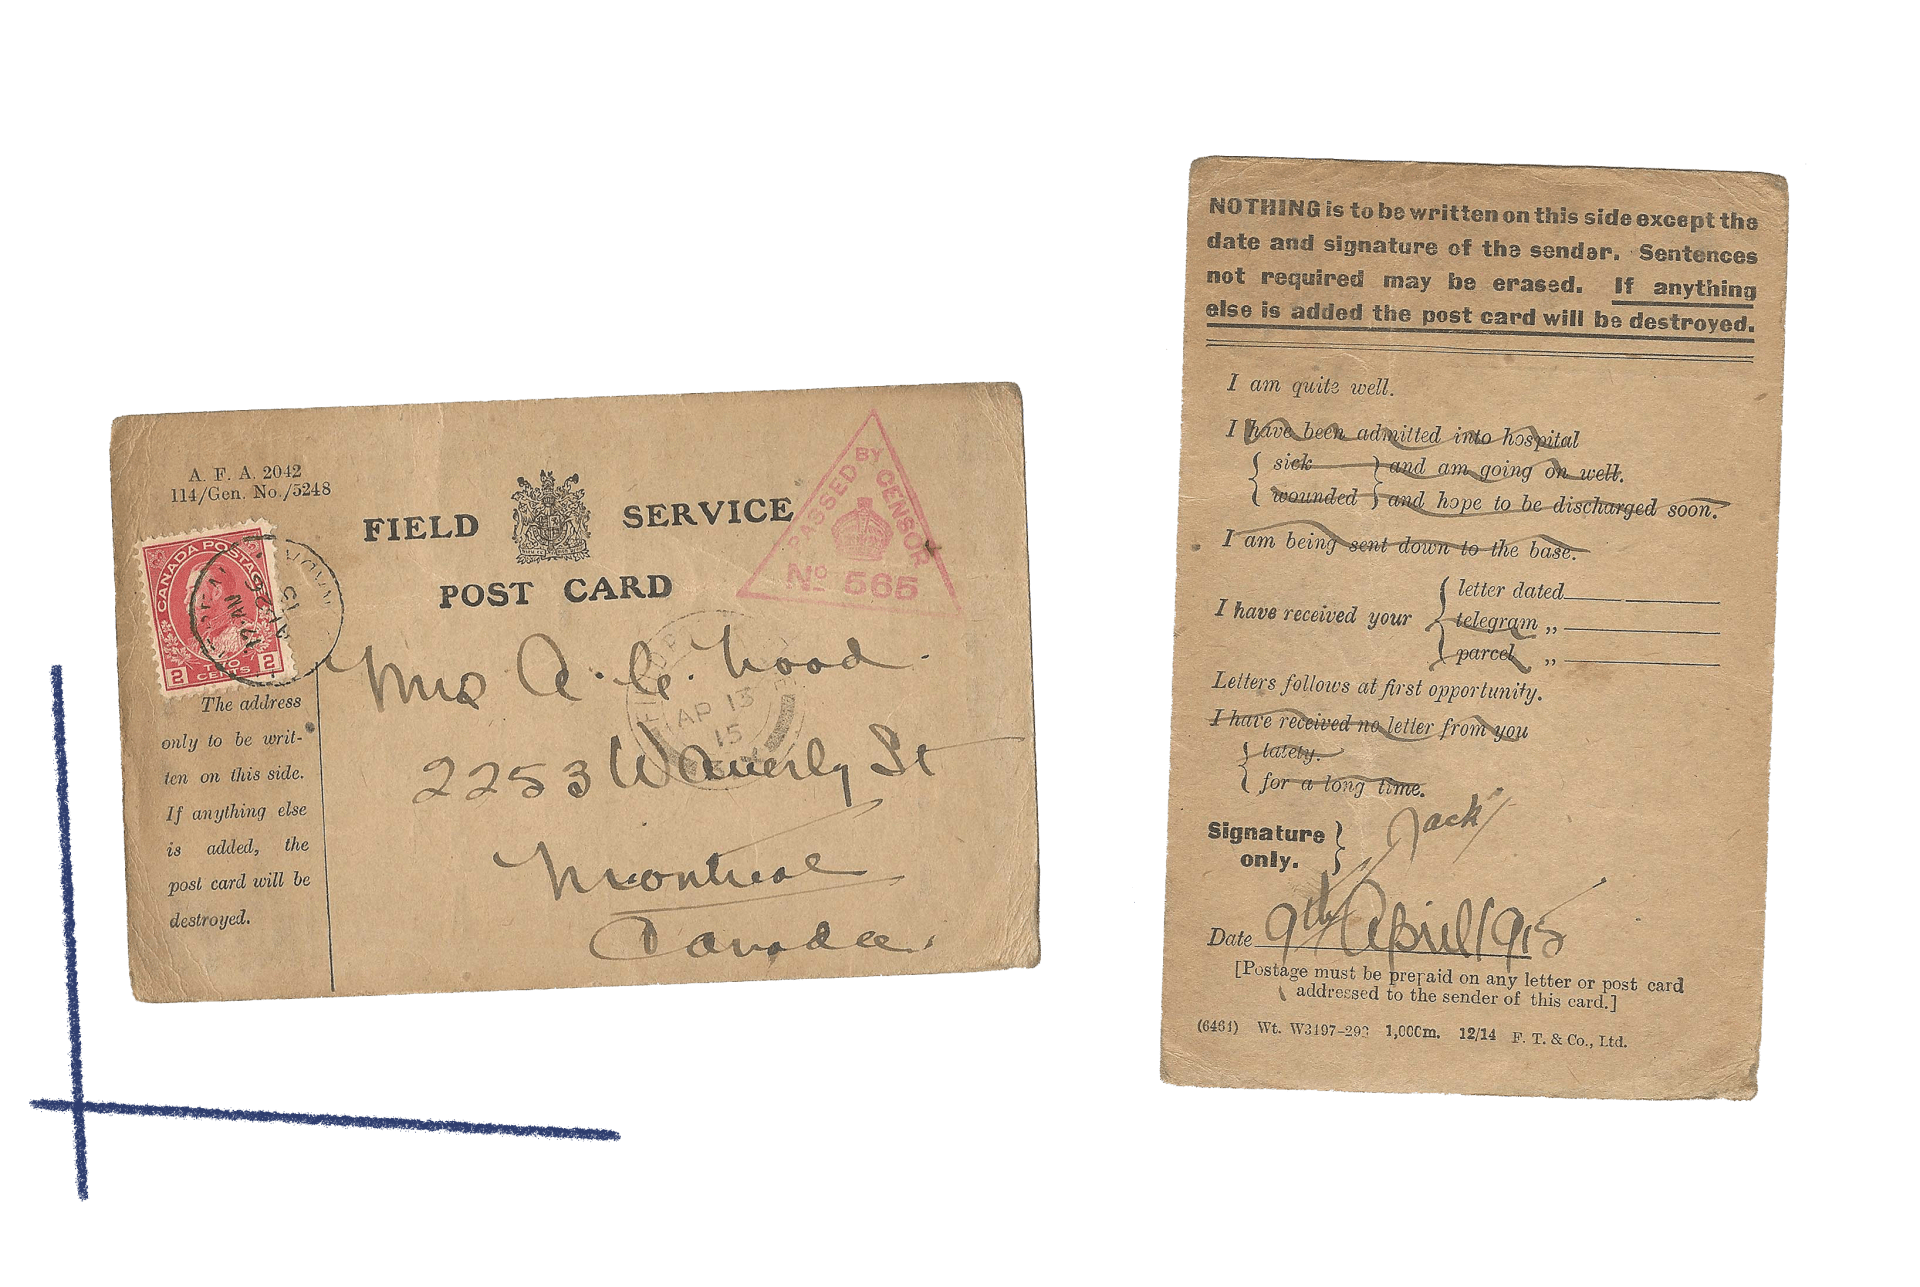 A. F. A. 2042
114/Gen. No./5248
FIELD SERVICE
POST CARD
PASSED BY CENSOR
No 565
CANADA POSTAGE
2 TWO CENTS 2
AP 13
15
The address
only to be writ-
ten on this side.
If anything else
is added, the
post card will be
destroyed.
Mrs A. C. Wood.
2253 Waverly St
Montreal
Canada.
NOTHING is to be written on this side except the
date and signature of the sender. Sentences
not required may be erased. If anything
else is added the post card will be destroyed.
I am quite well.
I have been admitted into hospital
sick and am going on well.
wounded and hope to be discharged soon.
I am being sent down to the base.
letter dated
I have received your
telegram „
parcel „
Letters follows at first opportunity.
I have received no letter from you
lately.
for a long time.
Signature
only.
Jack
Date 9th April 1915
[Postage must be prepaid on any letter or post card
addressed to the sender of this card.]
(6461) Wt. W3497-293 1,000m. 12/14 F. T. & Co., Ltd.